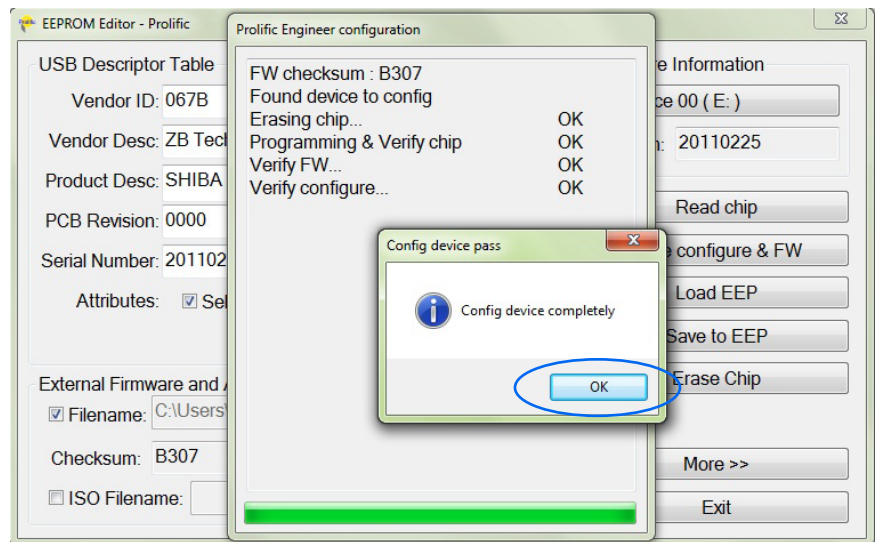 EEPROM Editor - Prolific
USB Descriptor Table
Vendor ID: 067B
Vendor Desc: ZB Tech
Product Desc: SHIBA
PCB Revision: 0000
Serial Number: 201102
Attributes: Sel
External Firmware and
Filename: C:\Users\
Checksum: B307
ISO Filename:
Prolific Engineer configuration
FW checksum : B307
Found device to config
Erasing chip... OK
Programming & Verify chip OK
Verify FW... OK
Verify configure... OK
Config device pass
Config device completely
OK
e Information
ce 00 ( E: )
n: 20110225
Read chip
e configure & FW
Load EEP
Save to EEP
Erase Chip
More >>
Exit